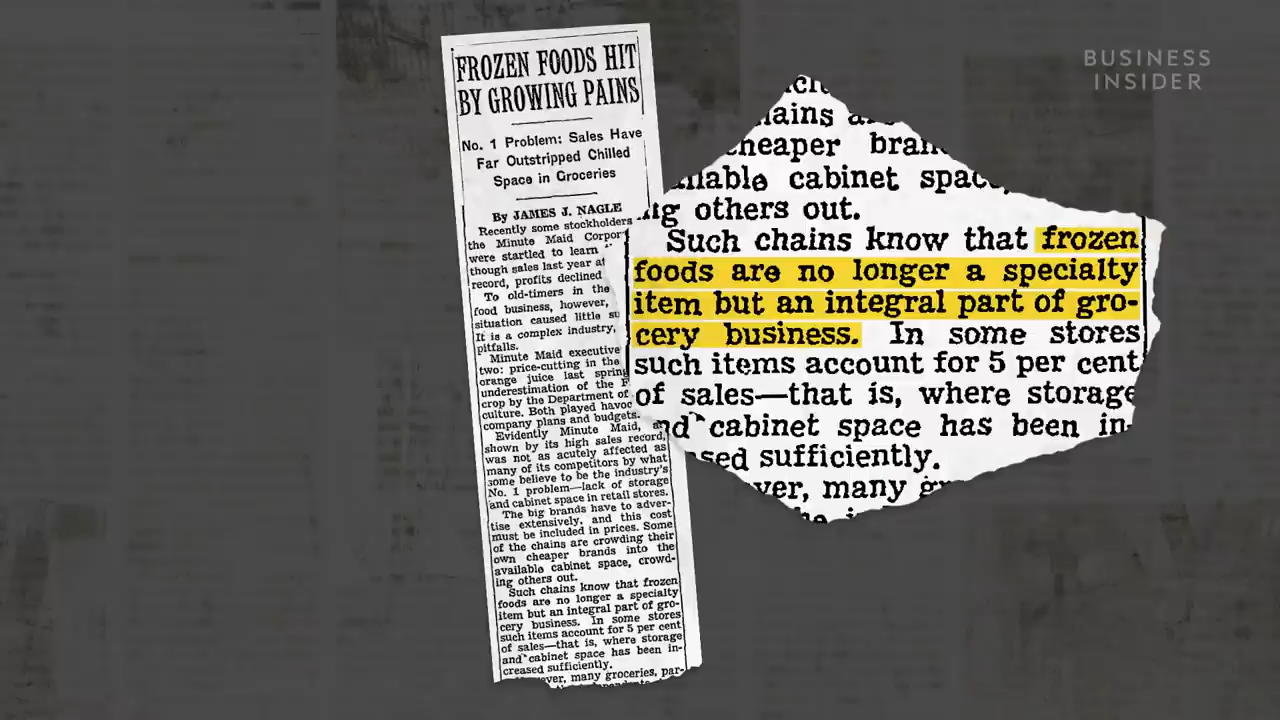 BUSINESS
INSIDER
FROZEN FOODS HIT
BY GROWING PAINS
No. 1 Problem: Sales Have
Far Outstripped Chilled
Space in Groceries
By JAMES J. NAGLE
Recently some stockholders
the Minute Maid
were startled to learn
though sales last year
record, profits declined
To old-timers in the
food business, however,
situation caused little
It is a complex industry,
pitfalls.
Minute Maid executive
two: price-cutting in the
orange juice last spring
underestimation of the
crop by the Department of
culture. Both played havoc
company plans and budgets.
Evidently Minute Maid, as
shown by its high sales record,
was not as acutely affected as
many of its competitors by what
some believe to be the industry's
No. 1 problem—lack of storage
and cabinet space in retail stores.
The big brands have to adver-
tise extensively, and this cost
must be included in prices. Some
of the chains are crowding their
own cheaper brands into the
available cabinet space, crowd-
ing others out.
Such chains know that frozen
foods are no longer a specialty
item but an integral part of gro-
cery business. In some stores
such items account for 5 per cent
of sales—that is, where storage
and cabinet space has been in-
creased sufficiently.
many groceries, par-
cheaper
cabinet
others out.
Such chains know that frozen
foods are no longer a specialty
item but an integral part of gro-
cery business. In some stores
such items account for 5 per cent
of sales—that is, where storage
cabinet space has been in-
sufficiently.
many